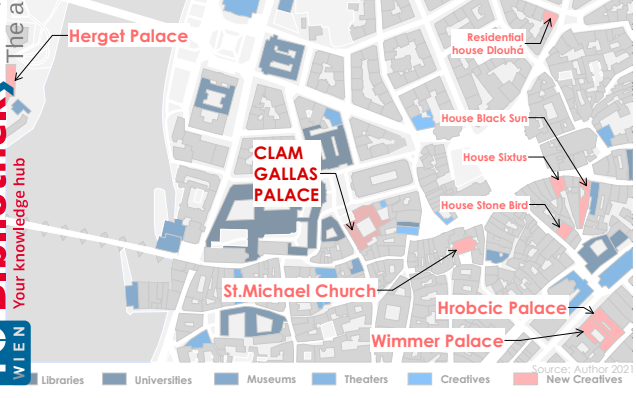 Herget Palace
Residential
house Dlouhá
House Black Sun
CLAM
GALLAS
PALACE
House Sixtus
House Stone Bird
St.Michael Church
Hrobcic Palace
Wimmer Palace
Source: Author 2021
Libraries
Universities
Museums
Theaters
Creatives
New Creatives
The a
Your knowledge hub
WIEN